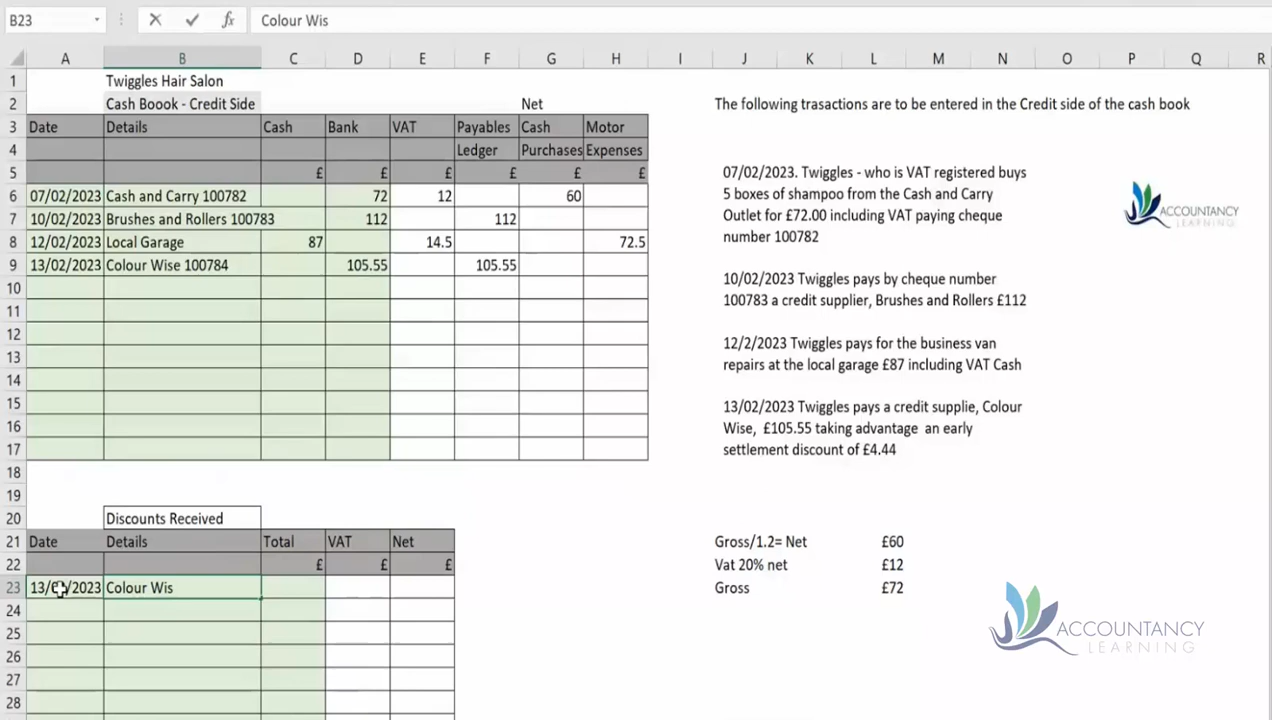 B23 fx Colour Wis
A B C D E F G H I J K L M N O P Q R
1 Twiggles Hair Salon
2 Cash Boook - Credit Side Net The following trasactions are to be entered in the Credit side of the cash book
3 Date Details Cash Bank VAT Payables Cash Motor
4 Ledger Purchases Expenses
5 £ £ £ £ £ £
6 07/02/2023 Cash and Carry 100782 72 12 60
7 10/02/2023 Brushes and Rollers 100783 112 112
8 12/02/2023 Local Garage 87 14.5 72.5
9 13/02/2023 Colour Wise 100784 105.55 105.55
10
11
12
13
14
15
16
17
18
19
20 Discounts Received
21 Date Details Total VAT Net
22 £ £ £
23 13/ /2023 Colour Wis
24
25
26
27
28
07/02/2023. Twiggles - who is VAT registered buys
5 boxes of shampoo from the Cash and Carry
Outlet for £72.00 including VAT paying cheque
number 100782
10/02/2023 Twiggles pays by cheque number
100783 a credit supplier, Brushes and Rollers £112
12/2/2023 Twiggles pays for the business van
repairs at the local garage £87 including VAT Cash
13/02/2023 Twiggles pays a credit supplie, Colour
Wise, £105.55 taking advantage an early
settlement discount of £4.44
Gross/1.2= Net £60
Vat 20% net £12
Gross £72
ACCOUNTANCY
LEARNING
ACCOUNTANCY
LEARNING